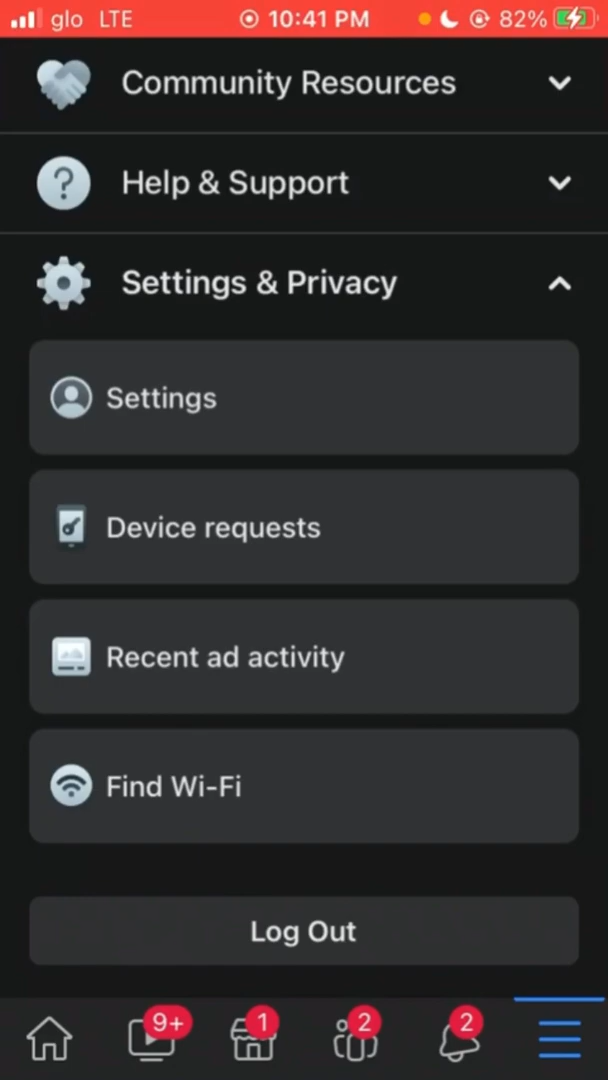 glo LTE 10:41 PM 82%
Community Resources
Help & Support
Settings & Privacy
Settings
Device requests
Recent ad activity
Find Wi-Fi
Log Out
9+ 1 2 2